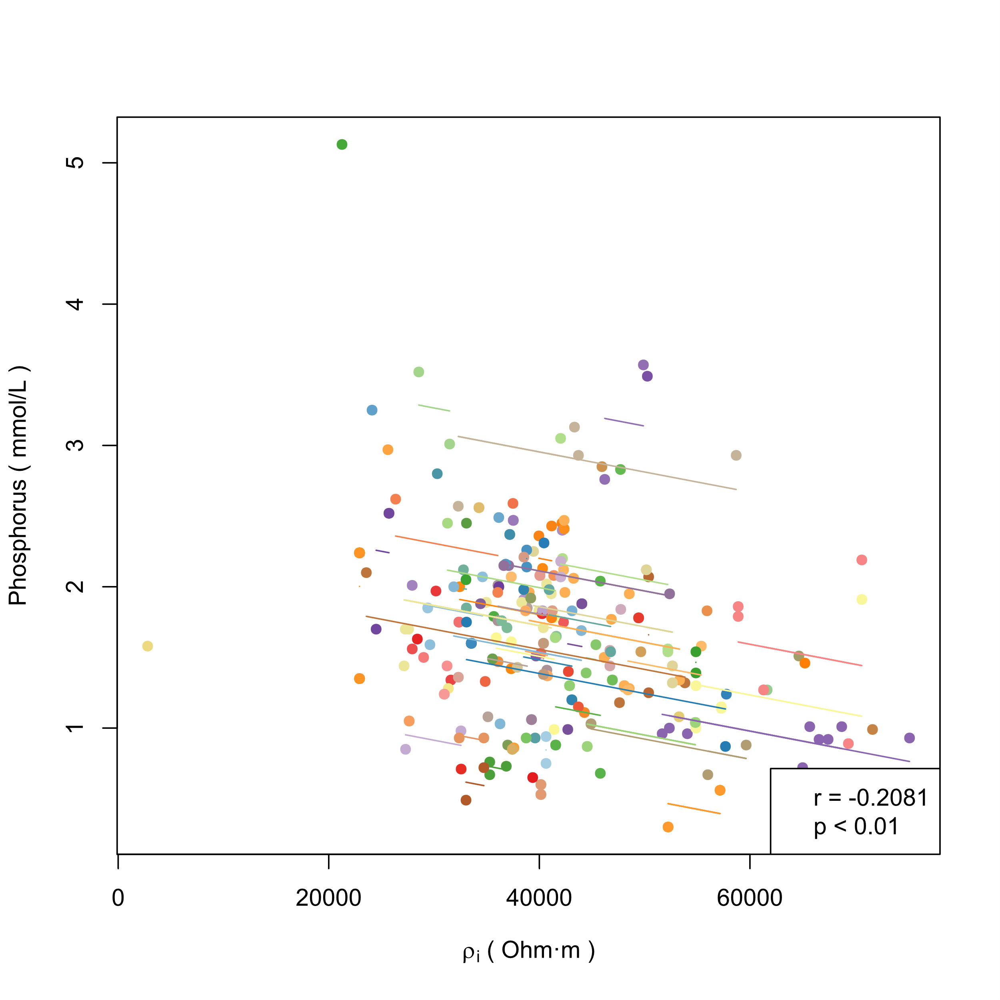 Phosphorus ( mmol/L )
5
4
3
2
1
r = -0.2081
p < 0.01
0 20000 40000 60000
ρi ( Ohm·m )